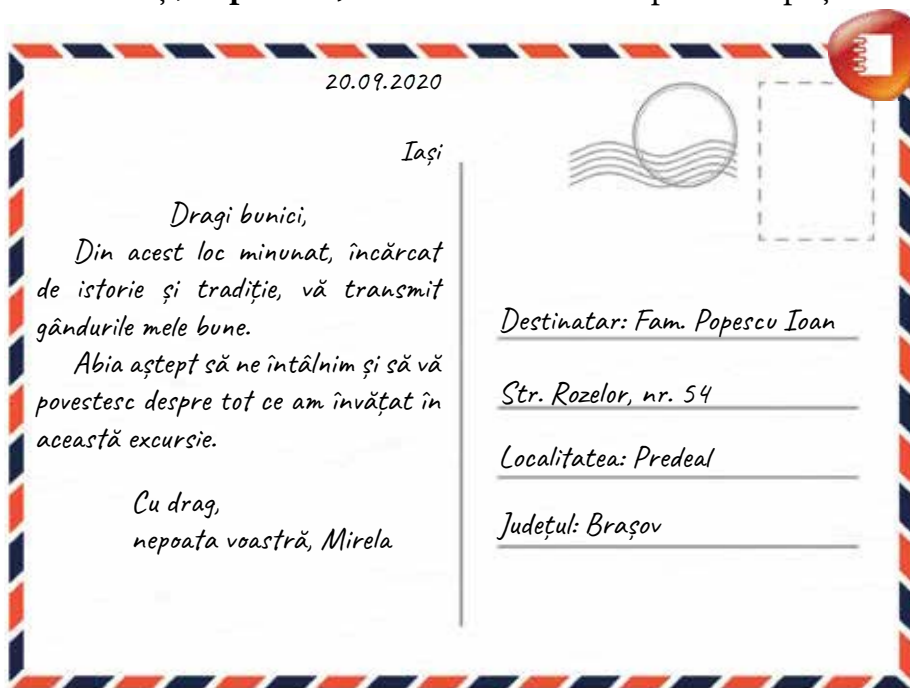 20.09.2020
Iași
Dragi bunici,
Din acest loc minunat, încărcat
de istorie și tradiție, vă transmit
gândurile mele bune.
Abia aștept să ne întâlnim și să vă
povestesc despre tot ce am învățat în
această excursie.
Cu drag,
nepoata voastră, Mirela
Destinatar: Fam. Popescu Ioan
Str. Rozelor, nr. 54
Localitatea: Predeal
Județul: Brașov